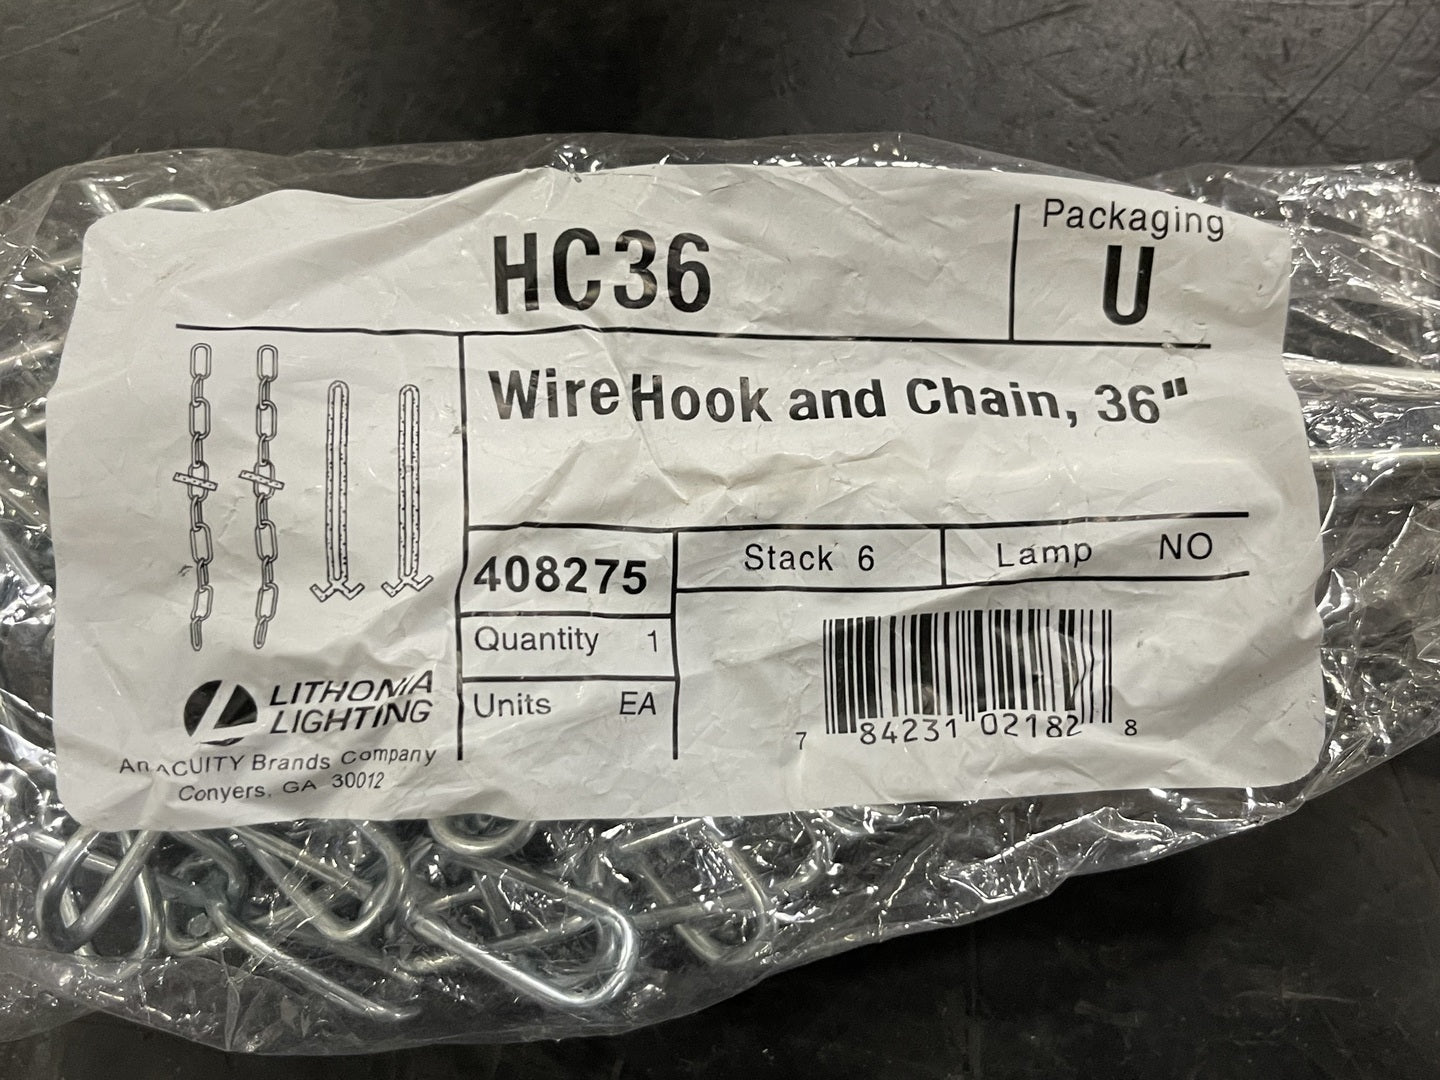 HC36
Packaging
U
Wire Hook and Chain, 36"
408275
Stack 6
Lamp NO
Quantity 1
Units EA
LITHONIA
LIGHTING
An ACUITY Brands Company
Conyers, GA 30012
7 84231 02182 8